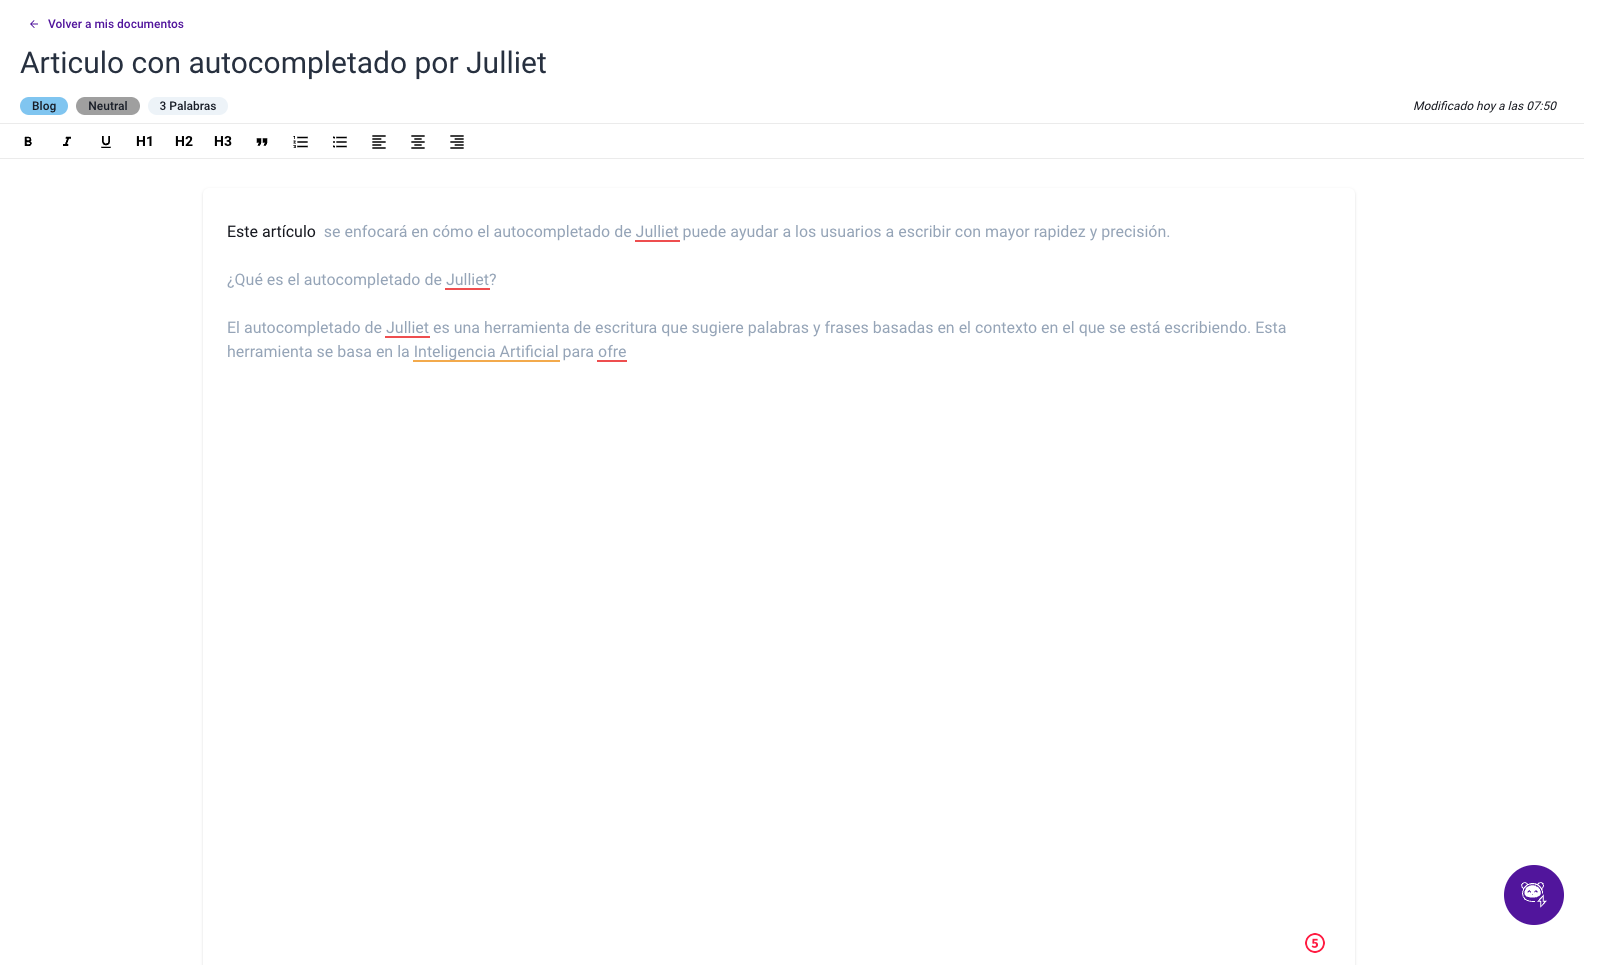 Volver a mis documentos
Articulo con autocompletado por Julliet
Blog Neutral 3 Palabras Modificado hoy a las 07:50
B I U H1 H2 H3
Este artículo se enfocará en cómo el autocompletado de Julliet puede ayudar a los usuarios a escribir con mayor rapidez y precisión.
¿Qué es el autocompletado de Julliet?
El autocompletado de Julliet es una herramienta de escritura que sugiere palabras y frases basadas en el contexto en el que se está escribiendo. Esta
herramienta se basa en la Inteligencia Artificial para ofre
5